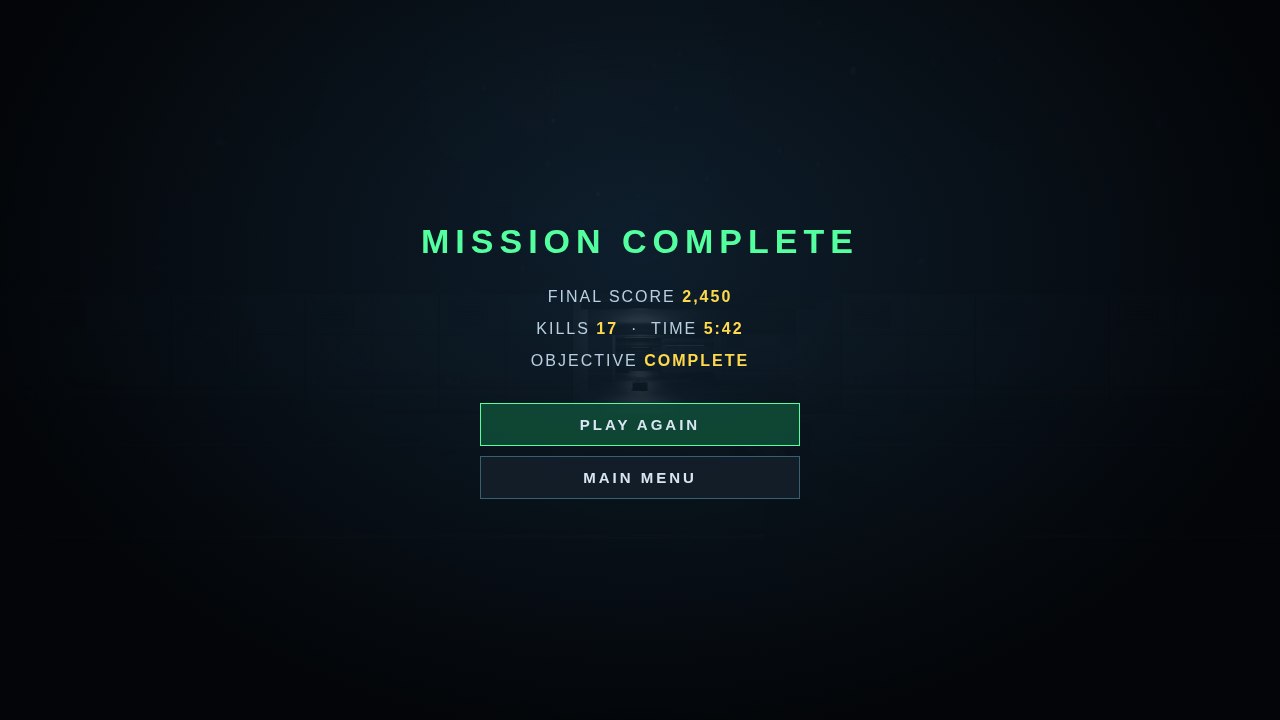 MISSION COMPLETE
FINAL SCORE 2,450
KILLS 17 · TIME 5:42
OBJECTIVE COMPLETE
PLAY AGAIN
MAIN MENU